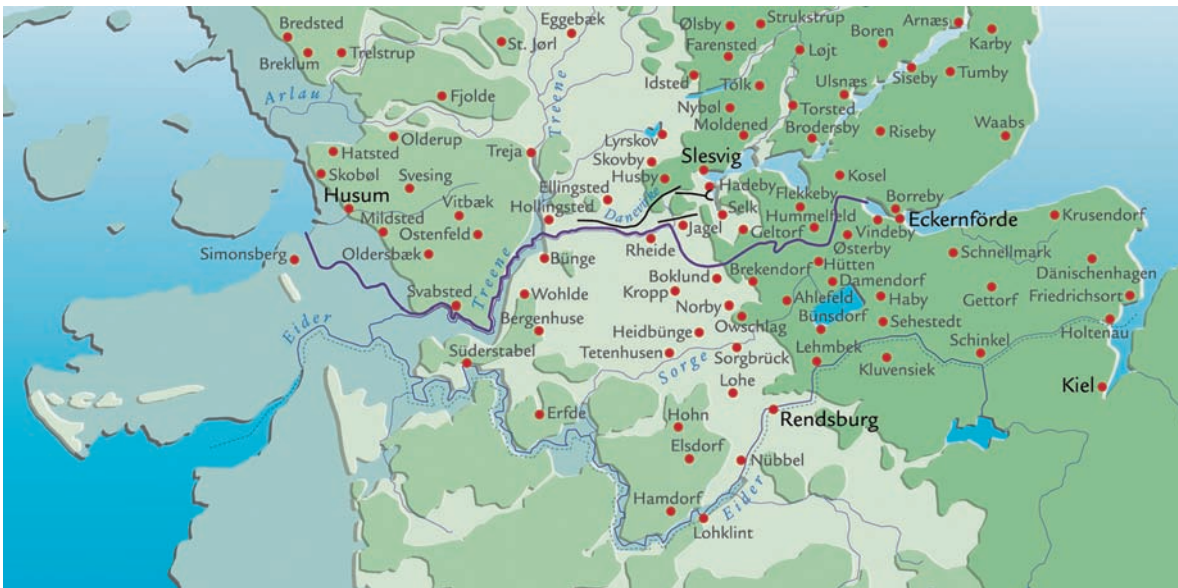 Bredsted
Eggebæk
Ølsby
Strukstrup
Arnæs
Boren
Karby
Breklum
Trelstrup
St. Jørl
Farensted
Løjt
Idsted
Siseby
Tumby
Arlau
Fjolde
Treene
Tolk
Ulsnæs
Nybøl
Torsted
Olderup
Lyrskov
Moldened
Brodersby
Riseby
Waabs
Hatsted
Treja
Skovby
Slesvig
Skobøl
Svesing
Husby
Hadeby
Kosel
Husum
Ellingsted
Flekkeby
Borreby
Vitbæk
Hollingsted
Danevirke
Selk
Hummelfeld
Eckernförde
Krusendorf
Mildsted
Ostenfeld
Jagel
Geltorf
Vindeby
Simonsberg
Oldersbæk
Bünge
Rheide
Østerby
Schnellmark
Hütten
Dänischenhagen
Treene
Boklund
Brekendorf
Damendorf
Svabsted
Wohlde
Kropp
Norby
Ahlefeld
Haby
Gettorf
Friedrichsort
Eider
Bergenhuse
Heidbünge
Owschlag
Bünsdorf
Sehestedt
Holtenau
Süderstabel
Tetenhusen
Sorgbrück
Lehmbek
Schinkel
Sorge
Kluvensiek
Lohe
Kiel
Erfde
Hohn
Rendsburg
Elsdorf
Nübbel
Hamdorf
Eider
Lohklint